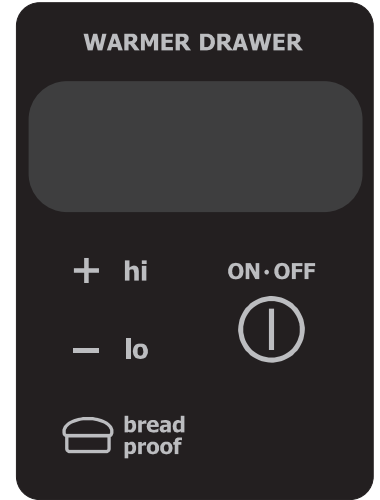 WARMER DRAWER
+ hi
ON·OFF
− lo
bread
proof